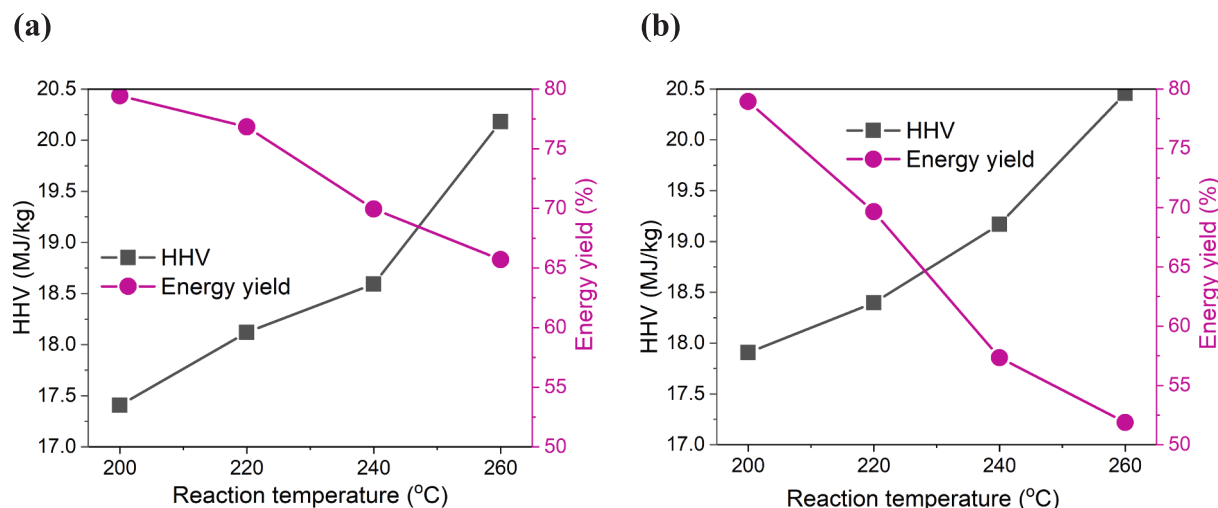 (a)
HHV (MJ/kg)
20.5
20.0
19.5
19.0
18.5
18.0
17.5
17.0
HHV
Energy yield
80
75
70
65
60
55
50
Energy yield (%)
200 220 240 260
Reaction temperature (°C)
(b)
HHV (MJ/kg)
20.5
20.0
19.5
19.0
18.5
18.0
17.5
17.0
HHV
Energy yield
80
75
70
65
60
55
50
Energy yield (%)
200 220 240 260
Reaction temperature (°C)